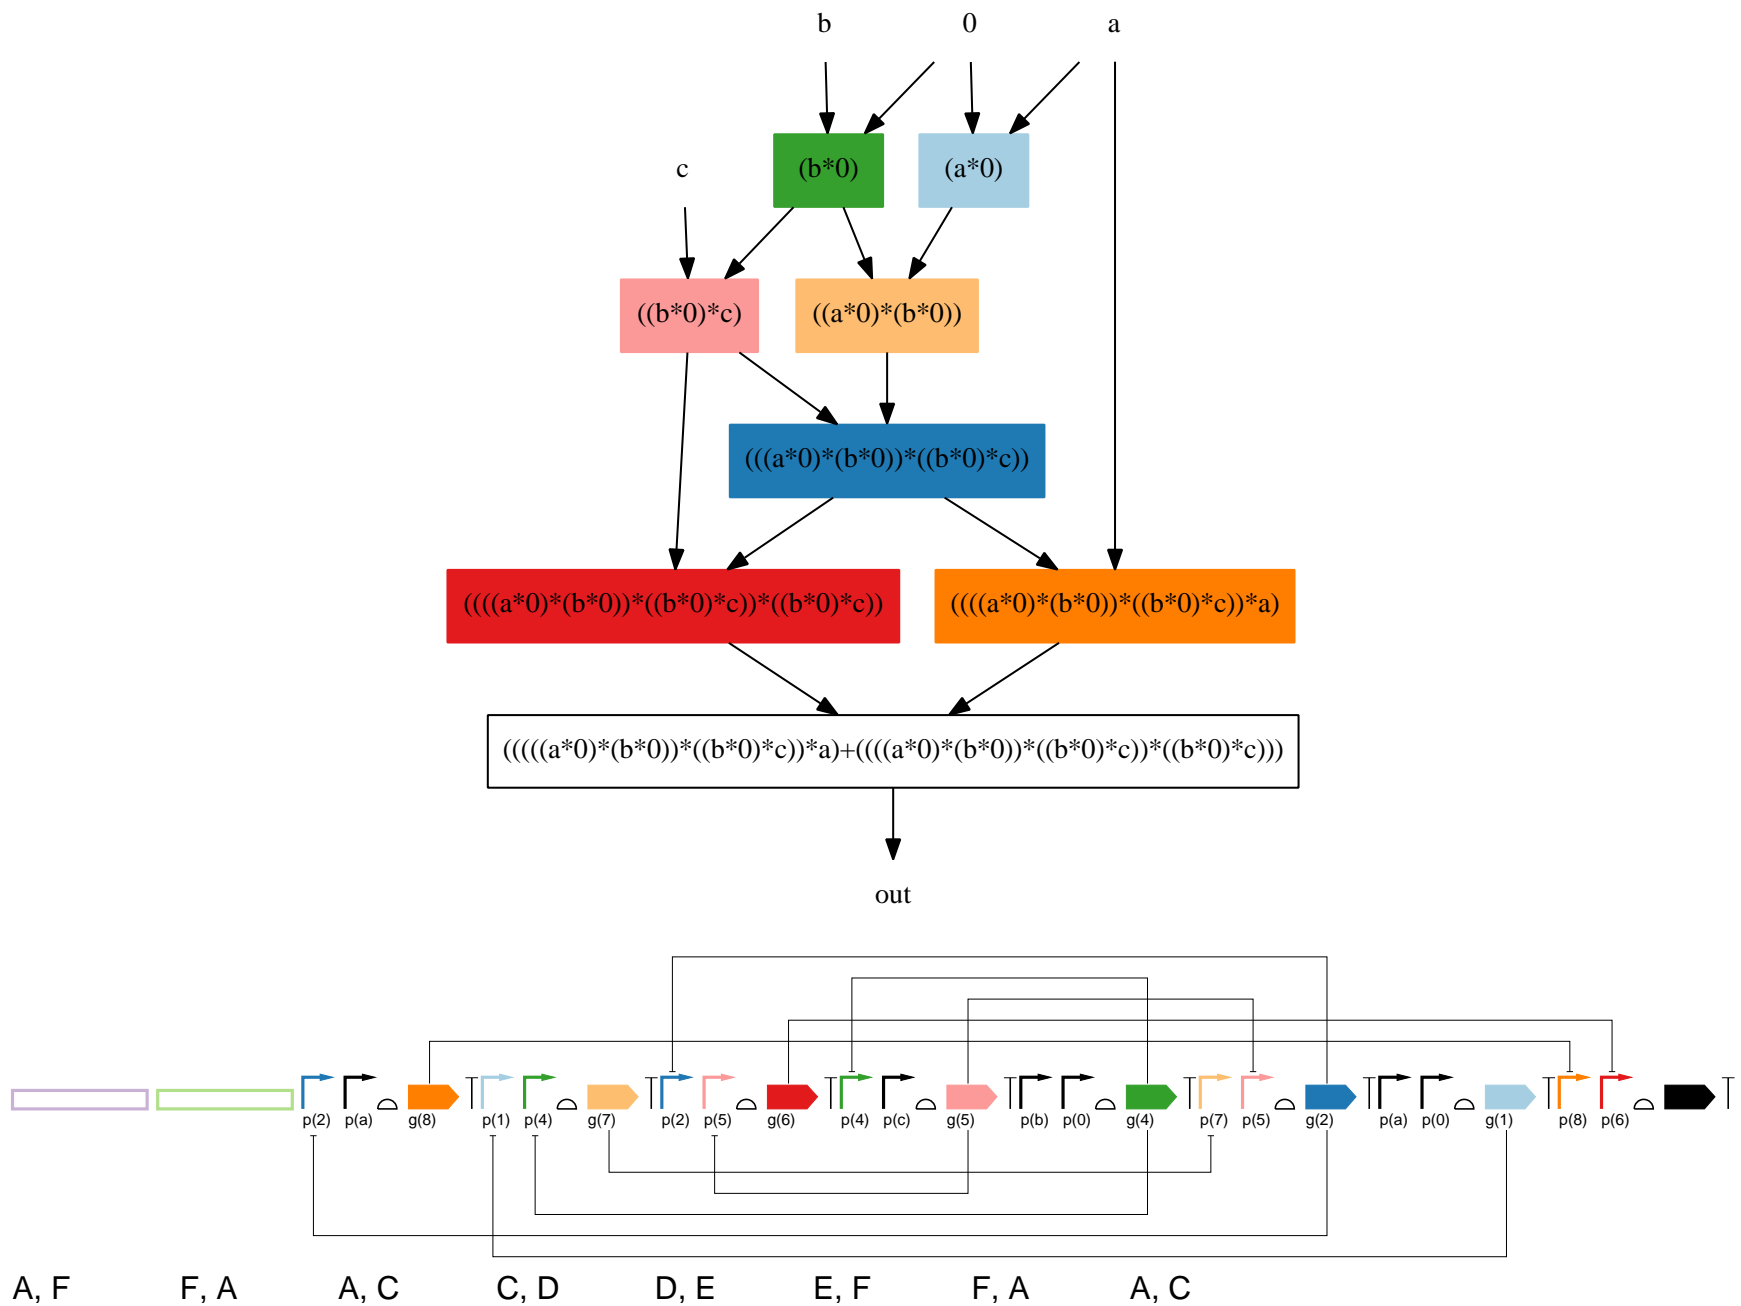 b 0 a
c (b*0) (a*0)
((b*0)*c) ((a*0)*(b*0))
(((a*0)*(b*0))*((b*0)*c))
((((a*0)*(b*0))*((b*0)*c))*((b*0)*c)) ((((a*0)*(b*0))*((b*0)*c))*a)
(((((a*0)*(b*0))*((b*0)*c))*a)+((((a*0)*(b*0))*((b*0)*c))*((b*0)*c)))
out
p(2) p(a) g(8) p(1) p(4) g(7) p(2) p(5) g(6) p(4) p(c) g(5) p(b) p(0) g(4) p(7) p(5) g(2) p(a) p(0) g(1) p(8) p(6)
A, F F, A A, C C, D D, E E, F F, A A, C